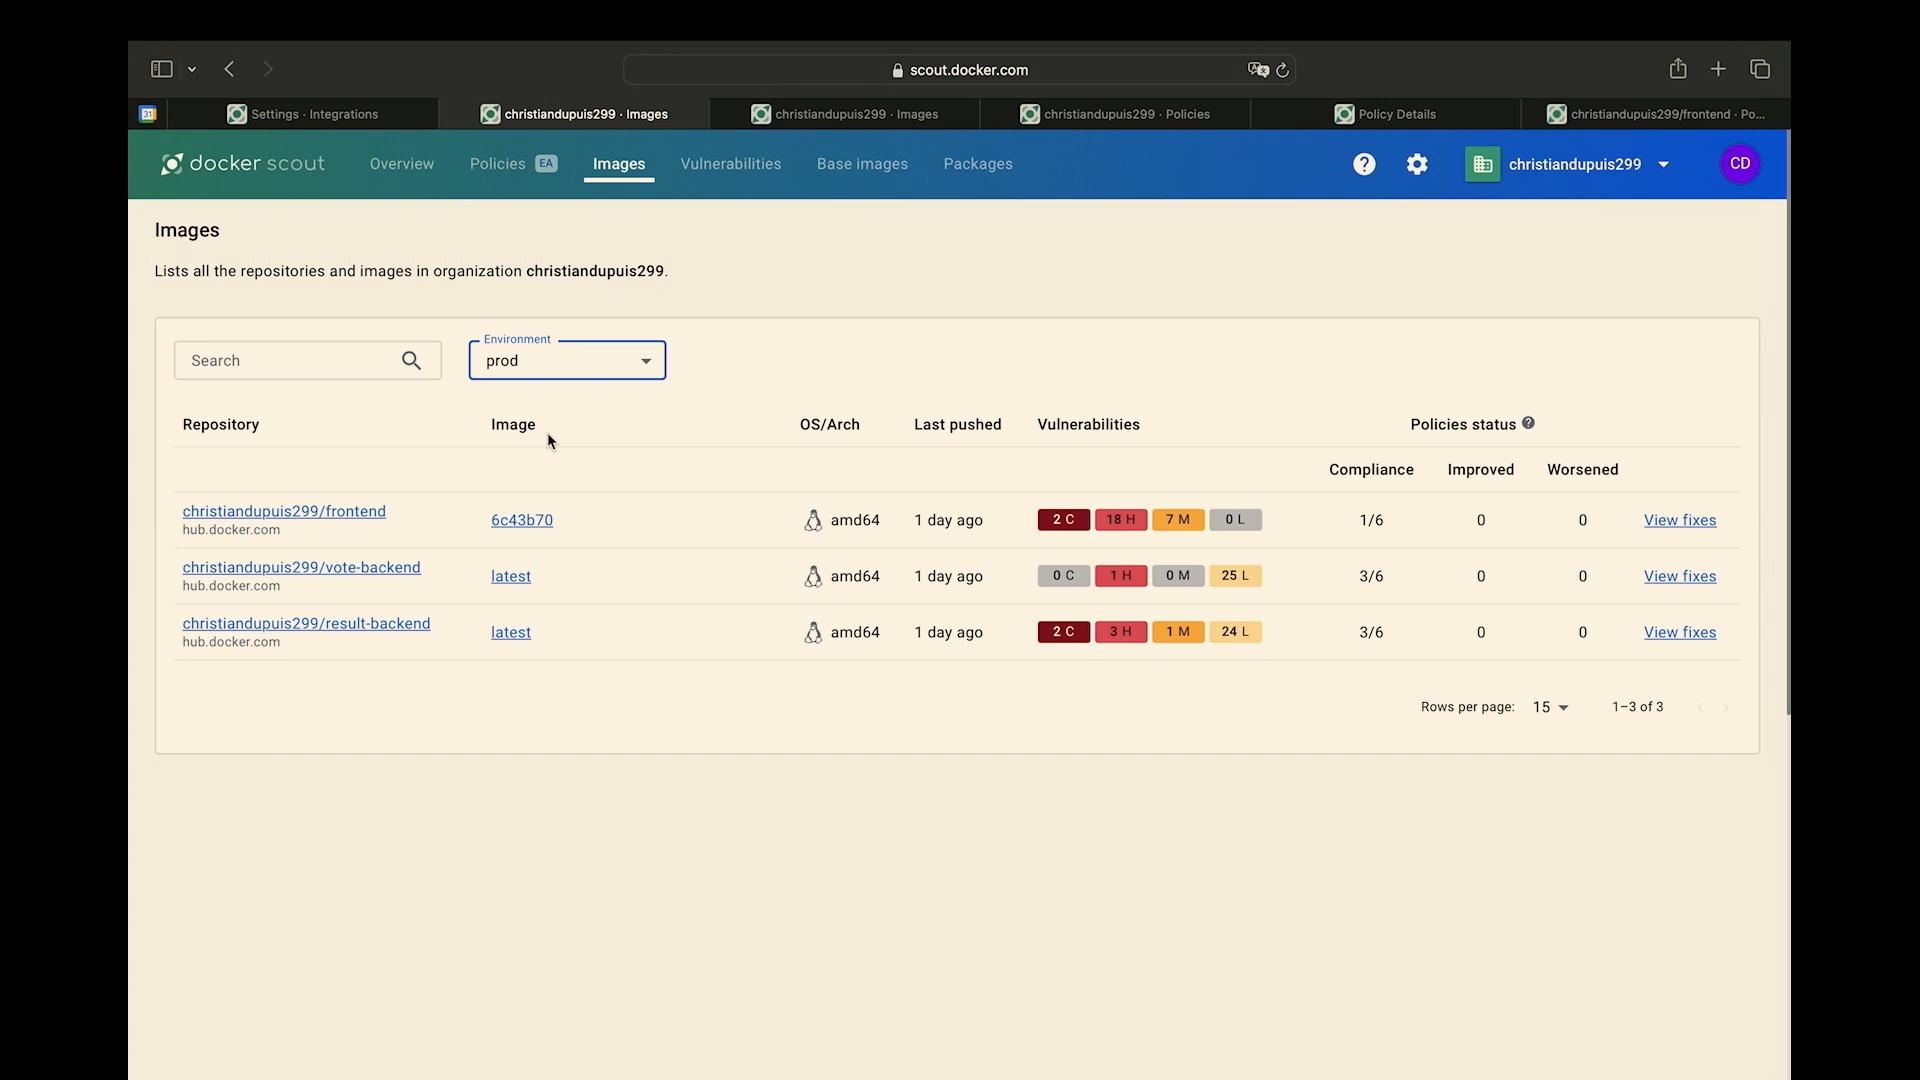 scout.docker.com
31
Settings · Integrations
christiandupuis299 · Images
christiandupuis299 · Images
christiandupuis299 · Policies
Policy Details
christiandupuis299/frontend · Po...
docker scout
Overview
Policies EA
Images
Vulnerabilities
Base images
Packages
?
christiandupuis299
CD
Images
Lists all the repositories and images in organization christiandupuis299.
Search
Environment
prod
Repository Image OS/Arch Last pushed Vulnerabilities Policies status ?
Compliance Improved Worsened
christiandupuis299/frontend
hub.docker.com
6c43b70 amd64 1 day ago 2 C 18 H 7 M 0 L 1/6 0 0 View fixes
christiandupuis299/vote-backend
hub.docker.com
latest amd64 1 day ago 0 C 1 H 0 M 25 L 3/6 0 0 View fixes
christiandupuis299/result-backend
hub.docker.com
latest amd64 1 day ago 2 C 3 H 1 M 24 L 3/6 0 0 View fixes
Rows per page: 15 1–3 of 3